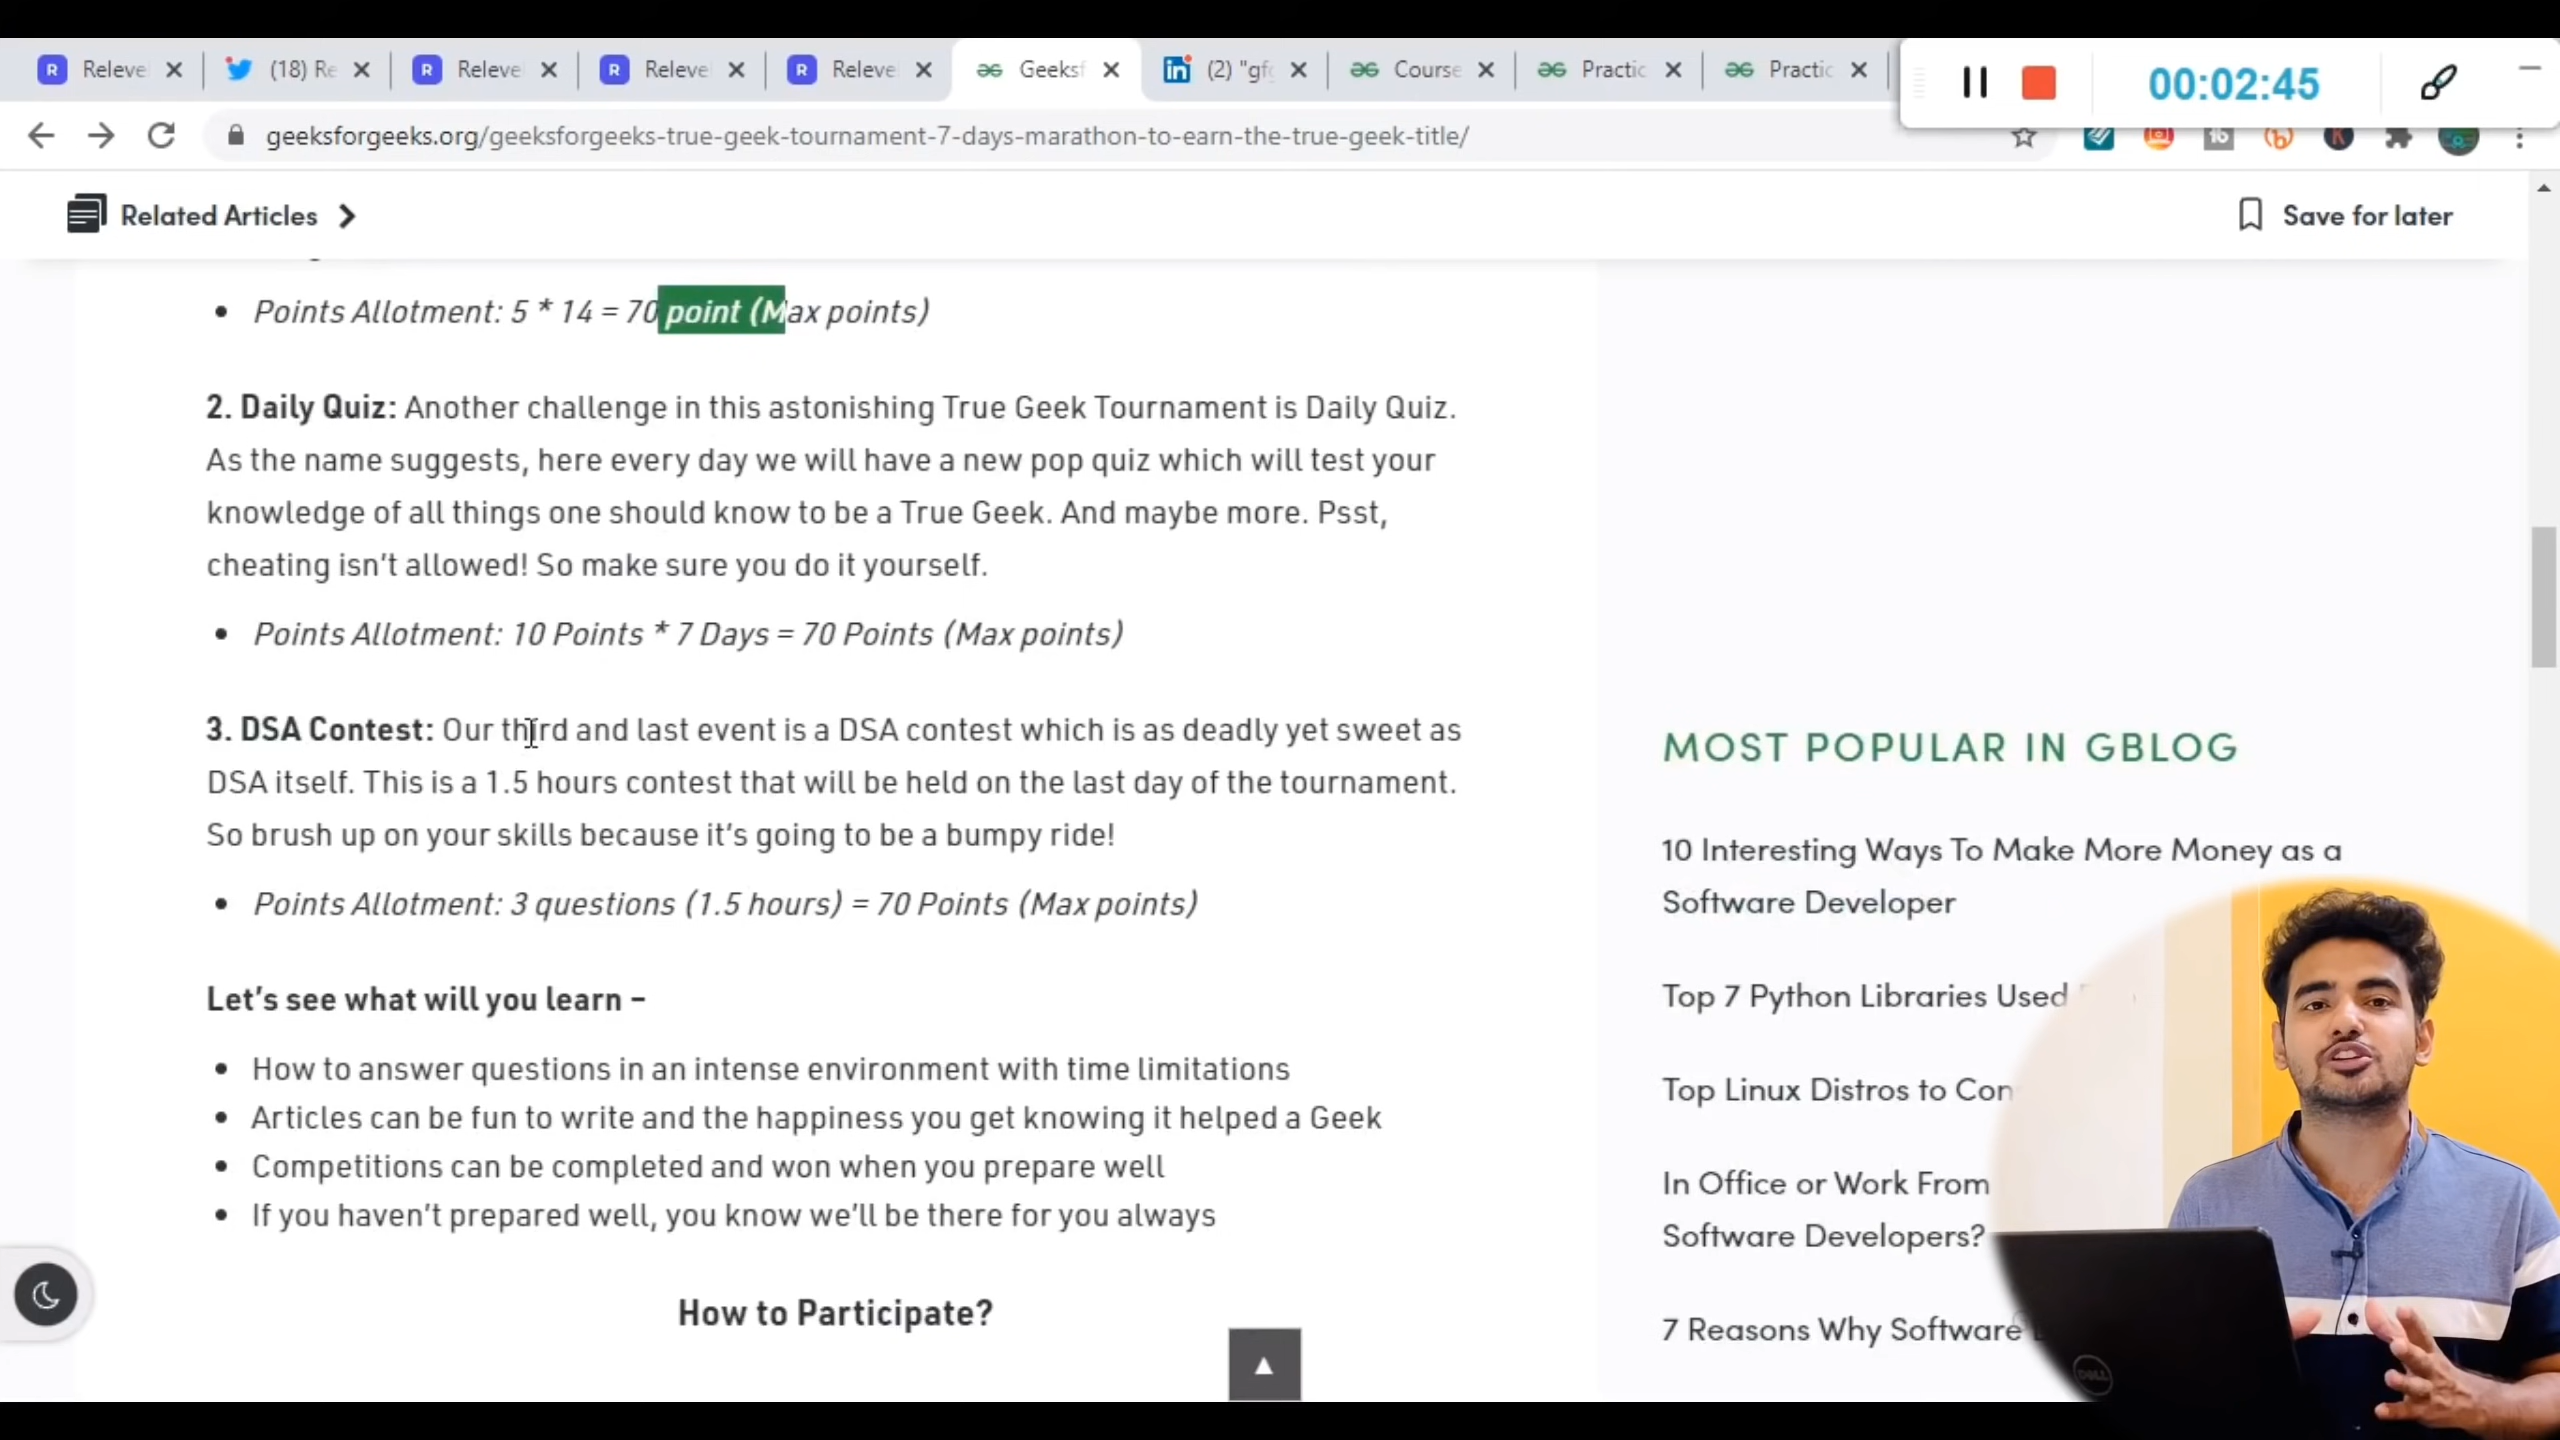 Releve
(18) Re
Releve
Releve
Releve
Geeksf
(2) "gf
Course
Practic
Practic
00:02:45
geeksforgeeks.org/geeksforgeeks-true-geek-tournament-7-days-marathon-to-earn-the-true-geek-title/
Related Articles
Save for later
Points Allotment: 5 * 14 = 70 point (Max points)
2. Daily Quiz: Another challenge in this astonishing True Geek Tournament is Daily Quiz.
As the name suggests, here every day we will have a new pop quiz which will test your
knowledge of all things one should know to be a True Geek. And maybe more. Psst,
cheating isn't allowed! So make sure you do it yourself.
Points Allotment: 10 Points * 7 Days = 70 Points (Max points)
3. DSA Contest: Our third and last event is a DSA contest which is as deadly yet sweet as
DSA itself. This is a 1.5 hours contest that will be held on the last day of the tournament.
So brush up on your skills because it's going to be a bumpy ride!
Points Allotment: 3 questions (1.5 hours) = 70 Points (Max points)
Let's see what will you learn –
How to answer questions in an intense environment with time limitations
Articles can be fun to write and the happiness you get knowing it helped a Geek
Competitions can be completed and won when you prepare well
If you haven't prepared well, you know we'll be there for you always
How to Participate?
MOST POPULAR IN GBLOG
10 Interesting Ways To Make More Money as a
Software Developer
Top 7 Python Libraries Used
Top Linux Distros to Con
In Office or Work From
Software Developers?
7 Reasons Why Software
DELL